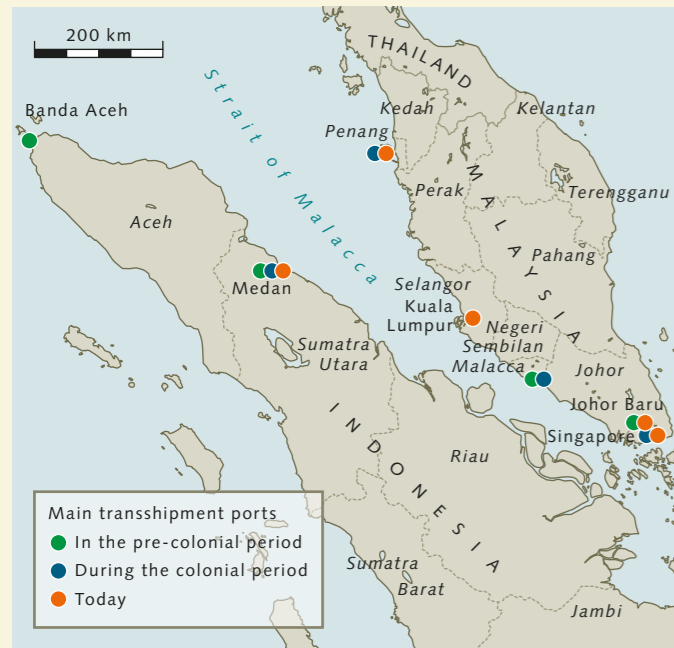 200 km
THAILAND
Banda Aceh
Kedah
Kelantan
Penang
Strait of Malacca
MALAYSIA
Perak
Terengganu
Aceh
Pahang
Medan
Selangor
Kuala
Lumpur
Negeri
Sembilan
Sumatra
Utara
Malacca
Johor
Johor Baru
Singapore
INDONESIA
Riau
Main transshipment ports
In the pre-colonial period
During the colonial period
Today
Sumatra
Barat
Jambi